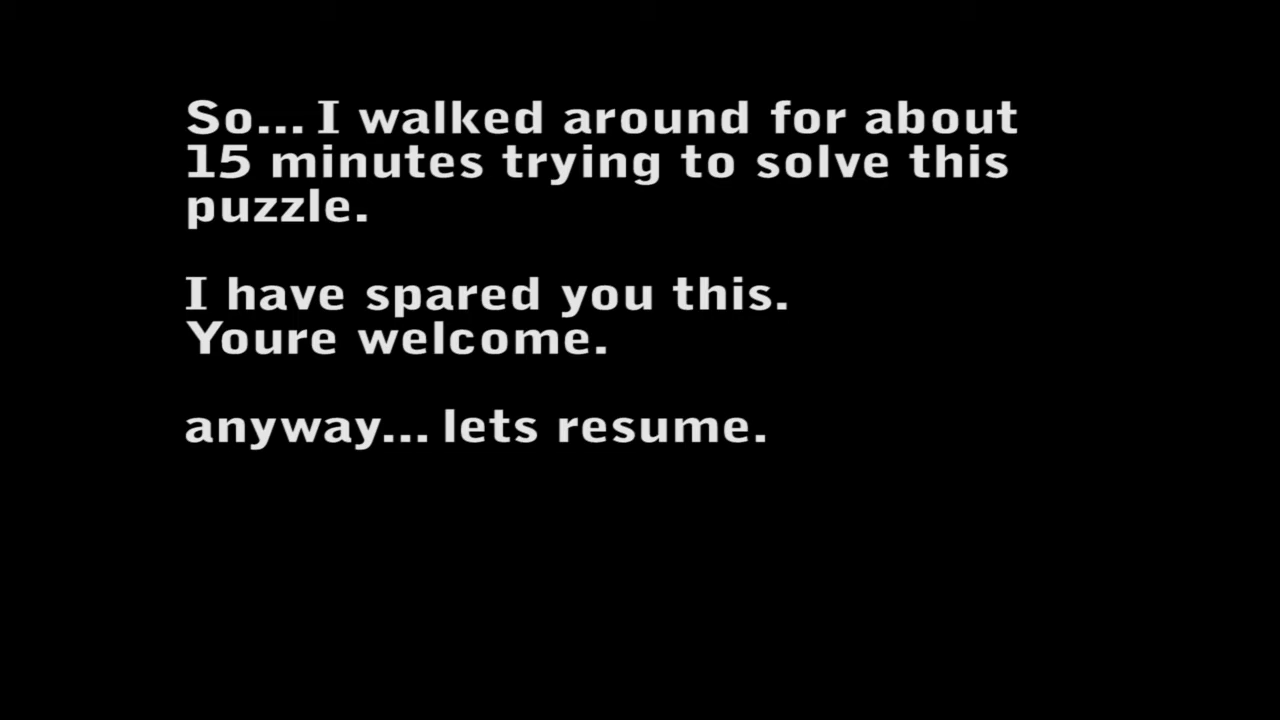 So... I walked around for about
15 minutes trying to solve this
puzzle.
I have spared you this.
Youre welcome.
anyway... lets resume.